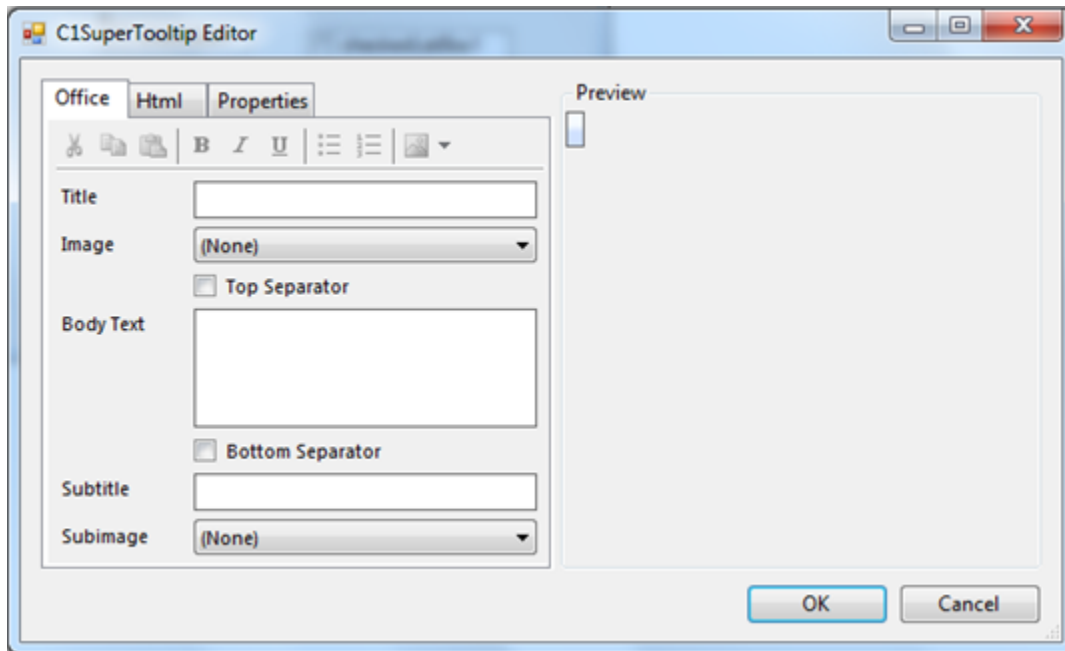 C1SuperTooltip Editor
Office Html Properties
B I U
Title
Image (None)
Top Separator
Body Text
Bottom Separator
Subtitle
Subimage (None)
Preview
OK Cancel